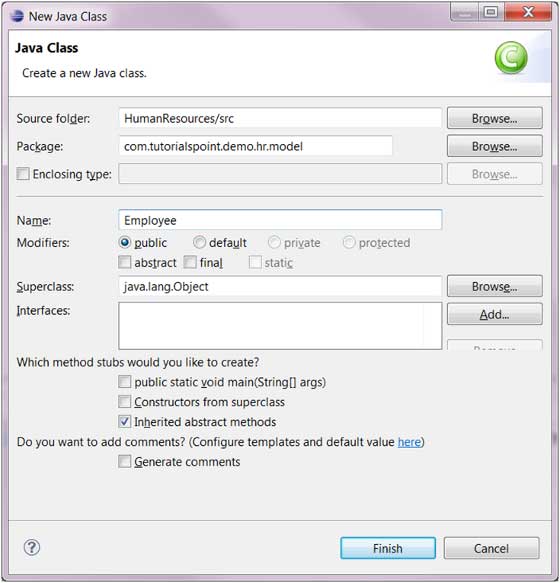 New Java Class
Java Class
Create a new Java class.
C
Source folder: HumanResources/src Browse...
Package: com.tutorialspoint.demo.hr.model Browse...
Enclosing type: Browse...
Name: Employee
Modifiers: public default private protected
abstract final static
Superclass: java.lang.Object Browse...
Interfaces: Add...
Remove
Which method stubs would you like to create?
public static void main(String[] args)
Constructors from superclass
Inherited abstract methods
Do you want to add comments? (Configure templates and default value here)
Generate comments
? Finish Cancel